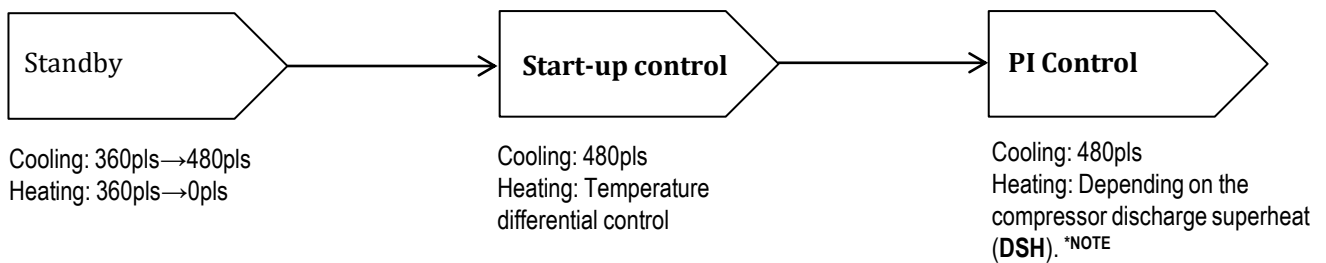 Standby
Cooling: 360pls→480pls
Heating: 360pls→0pls
Start-up control
Cooling: 480pls
Heating: Temperature
differential control
PI Control
Cooling: 480pls
Heating: Depending on the
compressor discharge superheat
(DSH). *NOTE